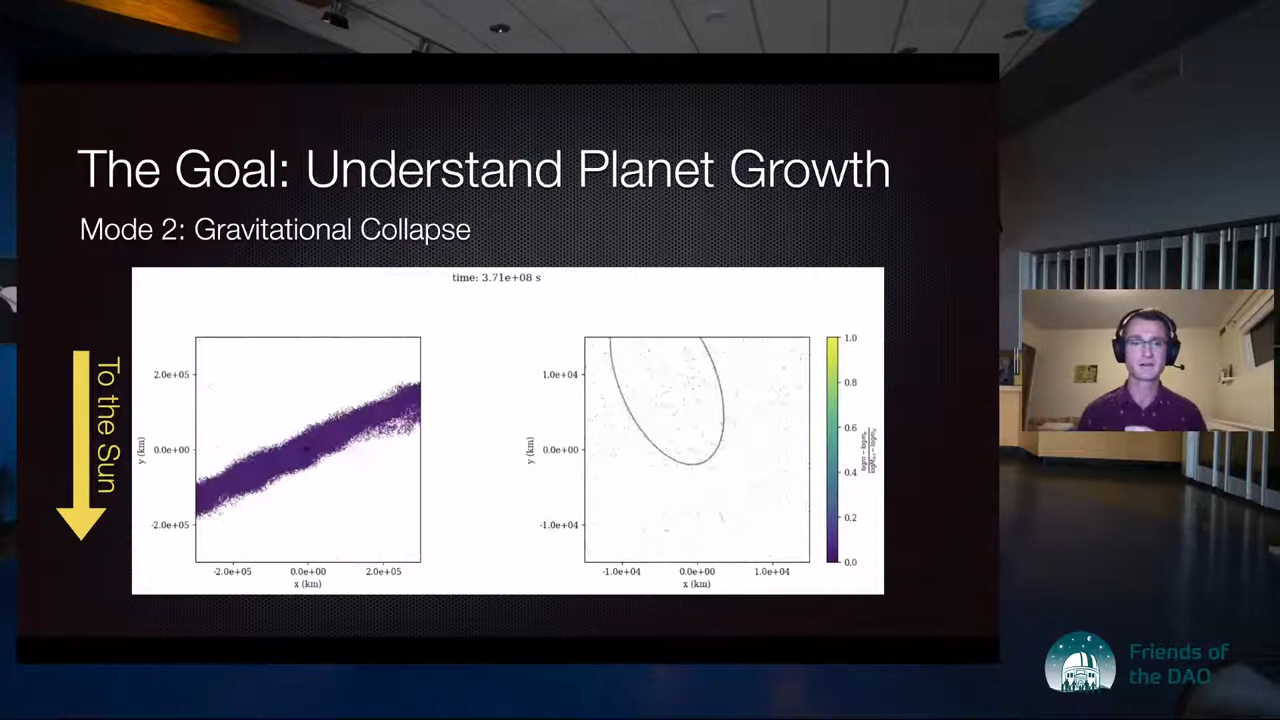 The Goal: Understand Planet Growth
Mode 2: Gravitational Collapse
time: 3.71e+08 s
To the Sun
y (km)
2.0e+05
0.0e+00
-2.0e+05
-2.0e+05 0.0e+00 2.0e+05
x (km)
y (km)
1.0e+04
0.0e+00
-1.0e+04
-1.0e+04 0.0e+00 1.0e+04
x (km)
1.0
0.8
0.6
0.4
0.2
0.0
Friends of
the DAO